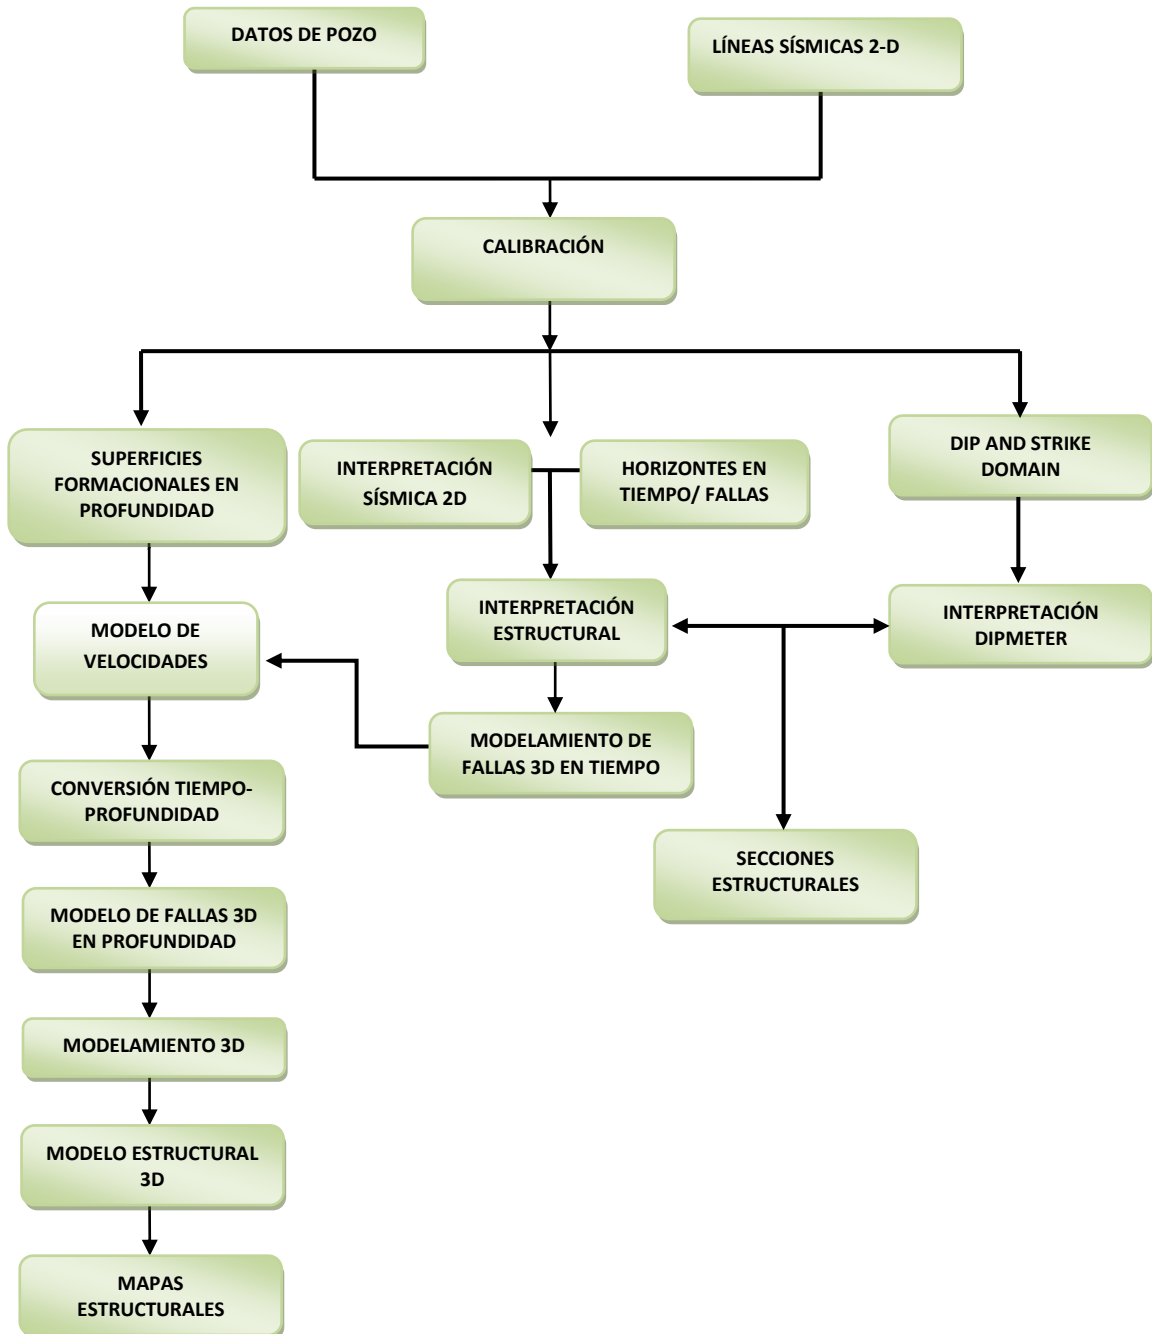 DATOS DE POZO
LÍNEAS SÍSMICAS 2-D
CALIBRACIÓN
SUPERFICIES
FORMACIONALES EN
PROFUNDIDAD
INTERPRETACIÓN
SÍSMICA 2D
HORIZONTES EN
TIEMPO/ FALLAS
DIP AND STRIKE
DOMAIN
MODELO DE
VELOCIDADES
INTERPRETACIÓN
ESTRUCTURAL
INTERPRETACIÓN
DIPMETER
MODELAMIENTO DE
FALLAS 3D EN TIEMPO
CONVERSIÓN TIEMPO-
PROFUNDIDAD
SECCIONES
ESTRUCTURALES
MODELO DE FALLAS 3D
EN PROFUNDIDAD
MODELAMIENTO 3D
MODELO ESTRUCTURAL
3D
MAPAS
ESTRUCTURALES